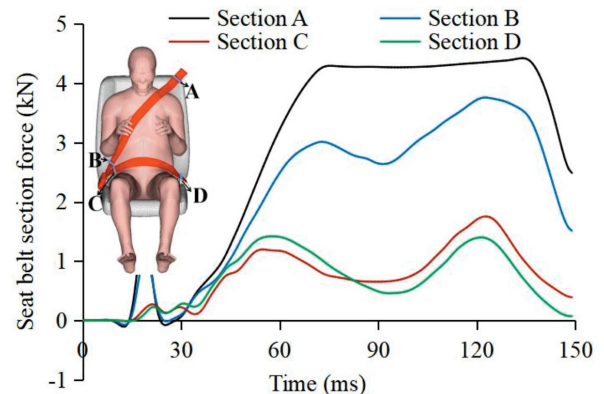 Section A
Section B
Section C
Section D
Seat belt section force (kN)
5
4
3
2
1
0
-1
A
B
C
D
0
30
60
90
120
150
Time (ms)